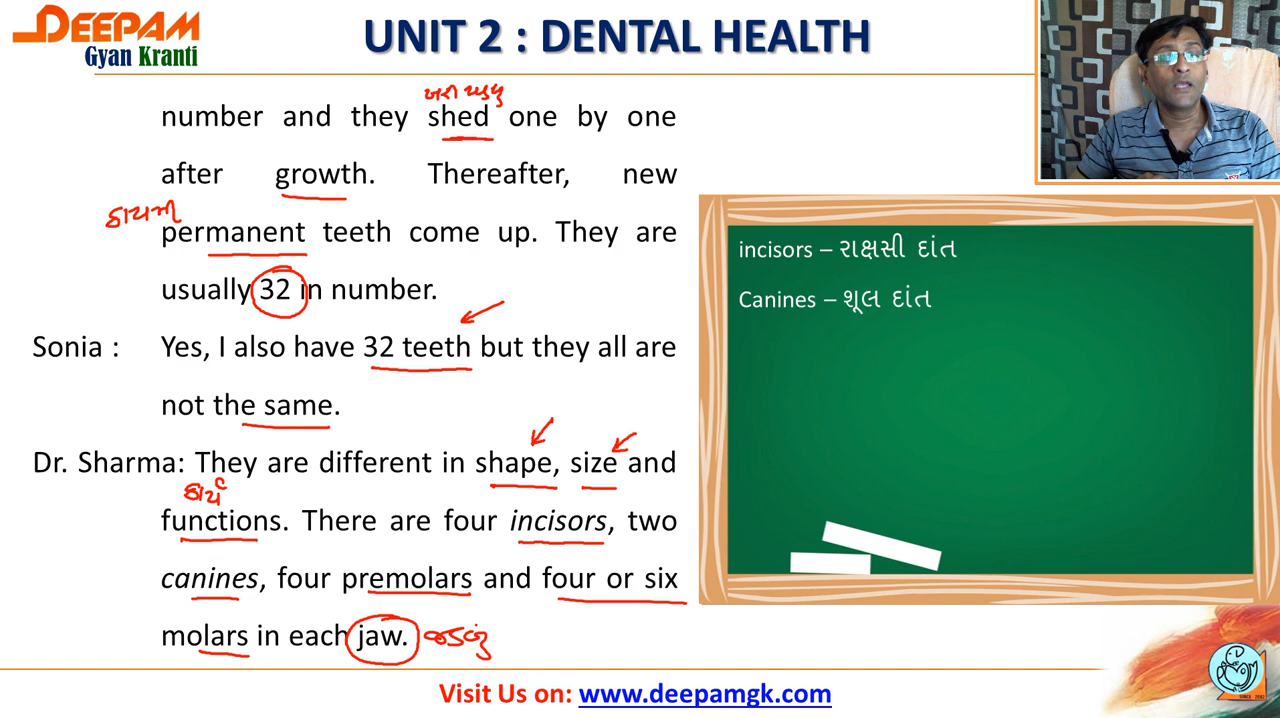 DEEPAM
Gyan Kranti
UNIT 2 : DENTAL HEALTH
ખરી પડવુ
number and they shed one by one
after growth. Thereafter, new
કાયમી
permanent teeth come up. They are
usually 32 in number.
Sonia : Yes, I also have 32 teeth but they all are
not the same.
Dr. Sharma: They are different in shape, size and
કાર્ય
functions. There are four incisors, two
canines, four premolars and four or six
molars in each jaw. જડબું
incisors – રાક્ષસી દાંત
Canines – શૂલ દાંત
Visit Us on: www.deepamgk.com